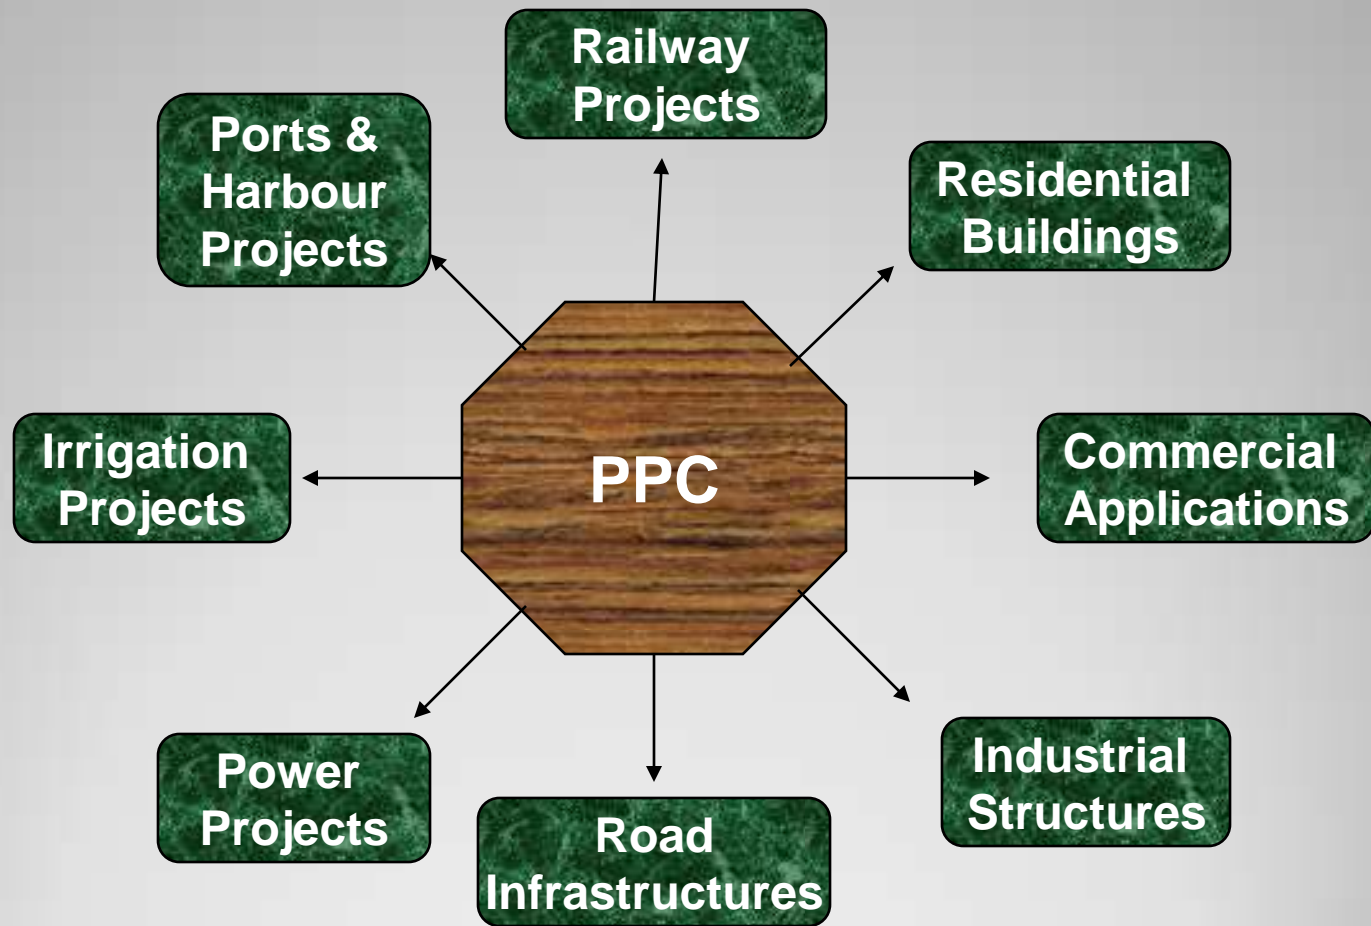 Railway
Projects
Ports &
Harbour
Projects
Residential
Buildings
Irrigation
Projects
PPC
Commercial
Applications
Power
Projects
Road
Infrastructures
Industrial
Structures